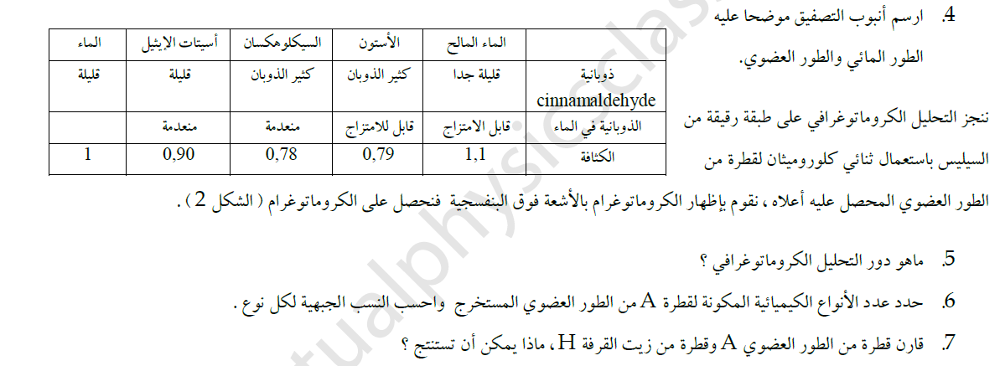 4. ارسم أنبوب التصفيق موضحا عليه
الطور المائي والطور العضوي.
الماء المالح الأستون السيكلوهكسان أسيتات الإيثيل الماء
ذوبانية cinnamaldehyde قليلة جدا كثير الذوبان كثير الذوبان قليلة قليلة
الذوبانية في الماء قابل الامتزاج قابل للامتزاج منعدمة منعدمة
الكثافة 1,1 0,79 0,78 0,90 1
ننجز التحليل الكروماتوغرافي على طبقة رقيقة من
السيليس باستعمال ثنائي كلوروميثان لقطرة من
الطور العضوي المحصل عليه أعلاه ، نقوم بإظهار الكروماتوغرام بالأشعة فوق البنفسجية فنحصل على الكروماتوغرام ( الشكل 2 ) .
5. ماهو دور التحليل الكروماتوغرافي ؟
6. حدد عدد الأنواع الكيميائية المكونة لقطرة A من الطور العضوي المستخرج واحسب النسب الجبهية لكل نوع .
7. قارن قطرة من الطور العضوي A وقطرة من زيت القرفة H، ماذا يمكن أن تستنتج ؟
tualphysicsclas